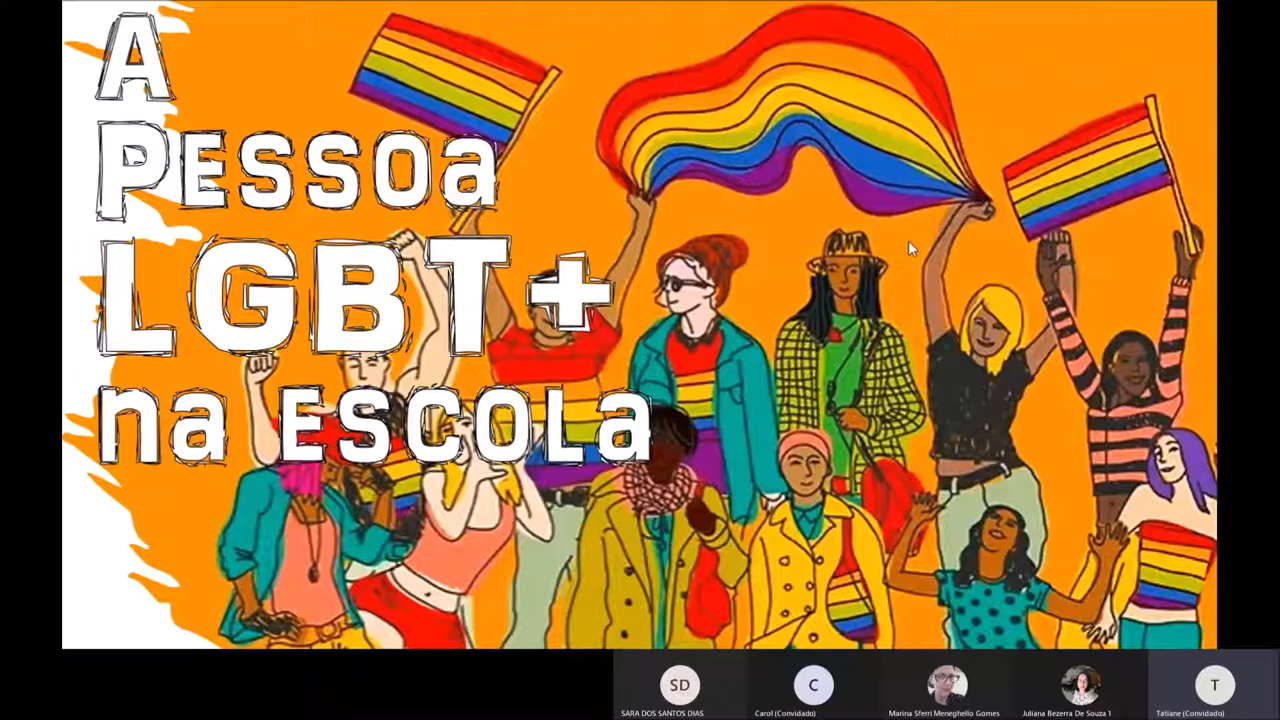 A
Pessoa
LGBT+
na ESCOLa
SD
C
T
SARA DOS SANTOS DIAS
Carol (Convidado)
Marina Sferri Meneghello Gomes
Juliana Bezerra De Souza 1
Tatiane (Convidado)